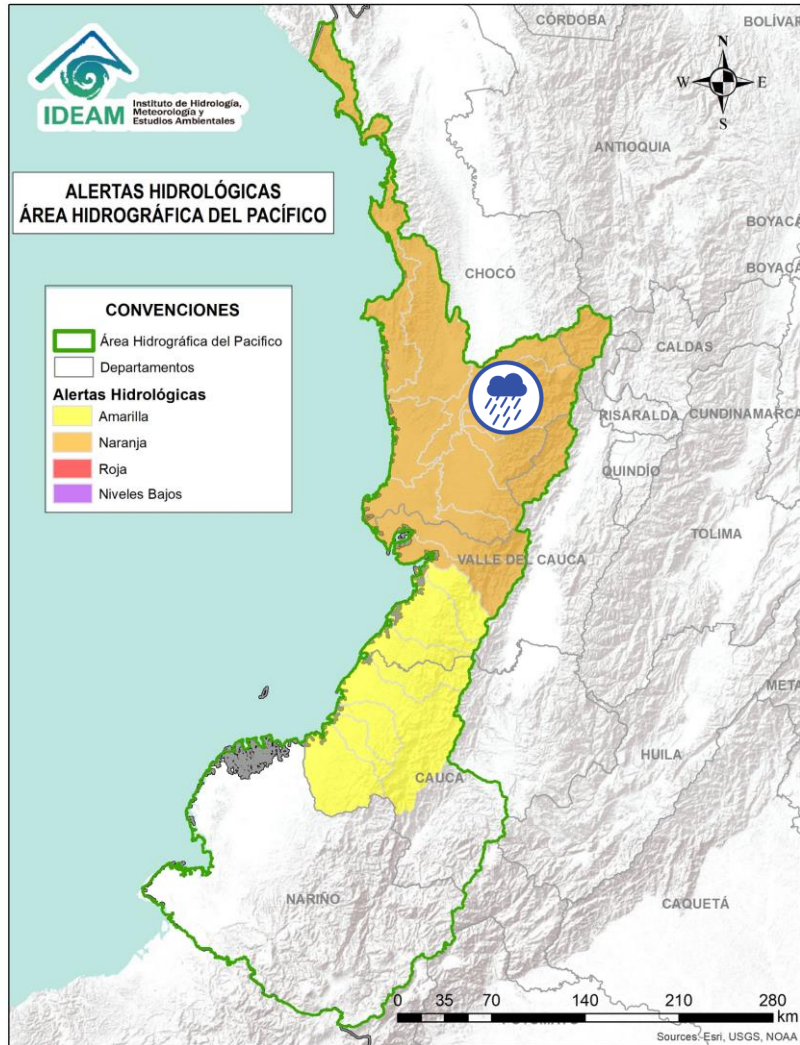 CÓRDOBA
BOLÍVAR
IDEAM
Instituto de Hidrología,
Meteorología y
Estudios Ambientales
N
W E
S
ANTIOQUIA
ALERTAS HIDROLÓGICAS
ÁREA HIDROGRÁFICA DEL PACÍFICO
BOYACÁ
BOYACÁ
CHOCÓ
CONVENCIONES
Área Hidrográfica del Pacifico
Departamentos
Alertas Hidrológicas
Amarilla
Naranja
Roja
Niveles Bajos
CALDAS
RISARALDA
CUNDINAMARCA
QUINDÍO
TOLIMA
VALLE DEL CAUCA
META
HUILA
CAUCA
NARIÑO
CAQUETÁ
0 35 70 140 210 280
km
Sources: Esri, USGS, NOAA